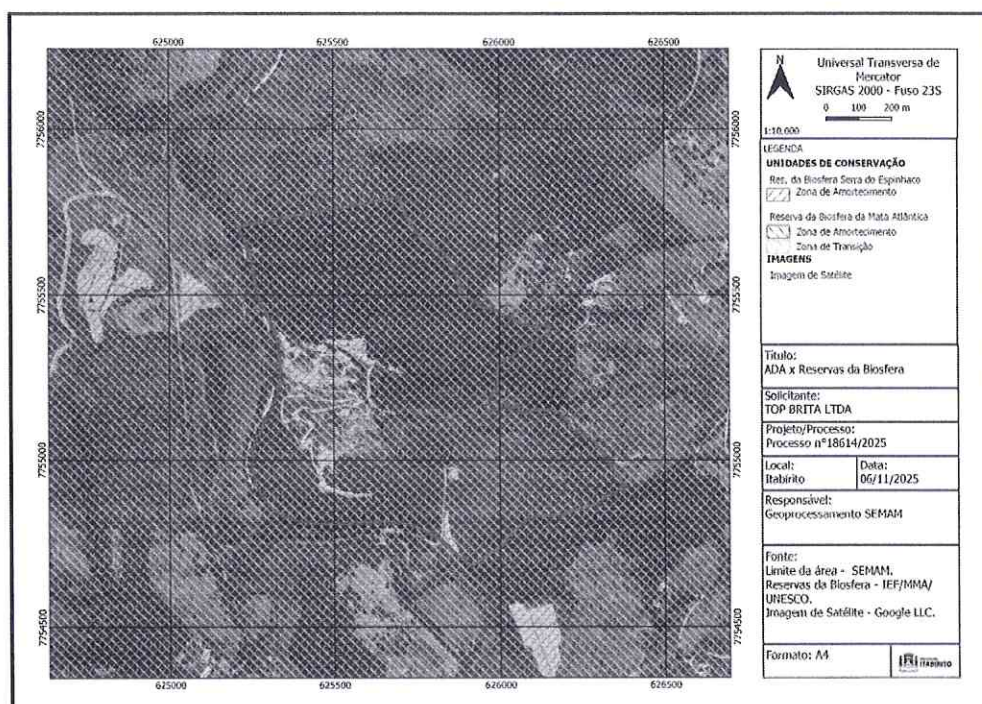 625000 625500 626000 626500
7756000 7756000
7755500 7755500
7755000 7755000
7754500 7754500
625000 625500 626000 626500
N
Universal Transversa de
Mercator
SIRGAS 2000 - Fuso 23S
0 100 200 m
1:10,000
LEGENDA
UNIDADES DE CONSERVAÇÃO
Res. da Biosfera Serra do Espinhaço
Zona de Amortecimento
Reserva da Biosfera da Mata Atlântica
Zona de Amortecimento
Zona de Transição
IMAGENS
Imagem de Satélite
Título:
ADA x Reservas da Biosfera
Solicitante:
TOP BRITA LTDA
Projeto/Processo:
Processo nº18614/2025
Local:
Itabirito
Data:
06/11/2025
Responsável:
Geoprocessamento SEMAM
Fonte:
Limite da área - SEMAM.
Reservas da Biosfera - IEF/MMA/
UNESCO.
Imagem de Satélite - Google LLC.
Formato: A4
ITABIRITO